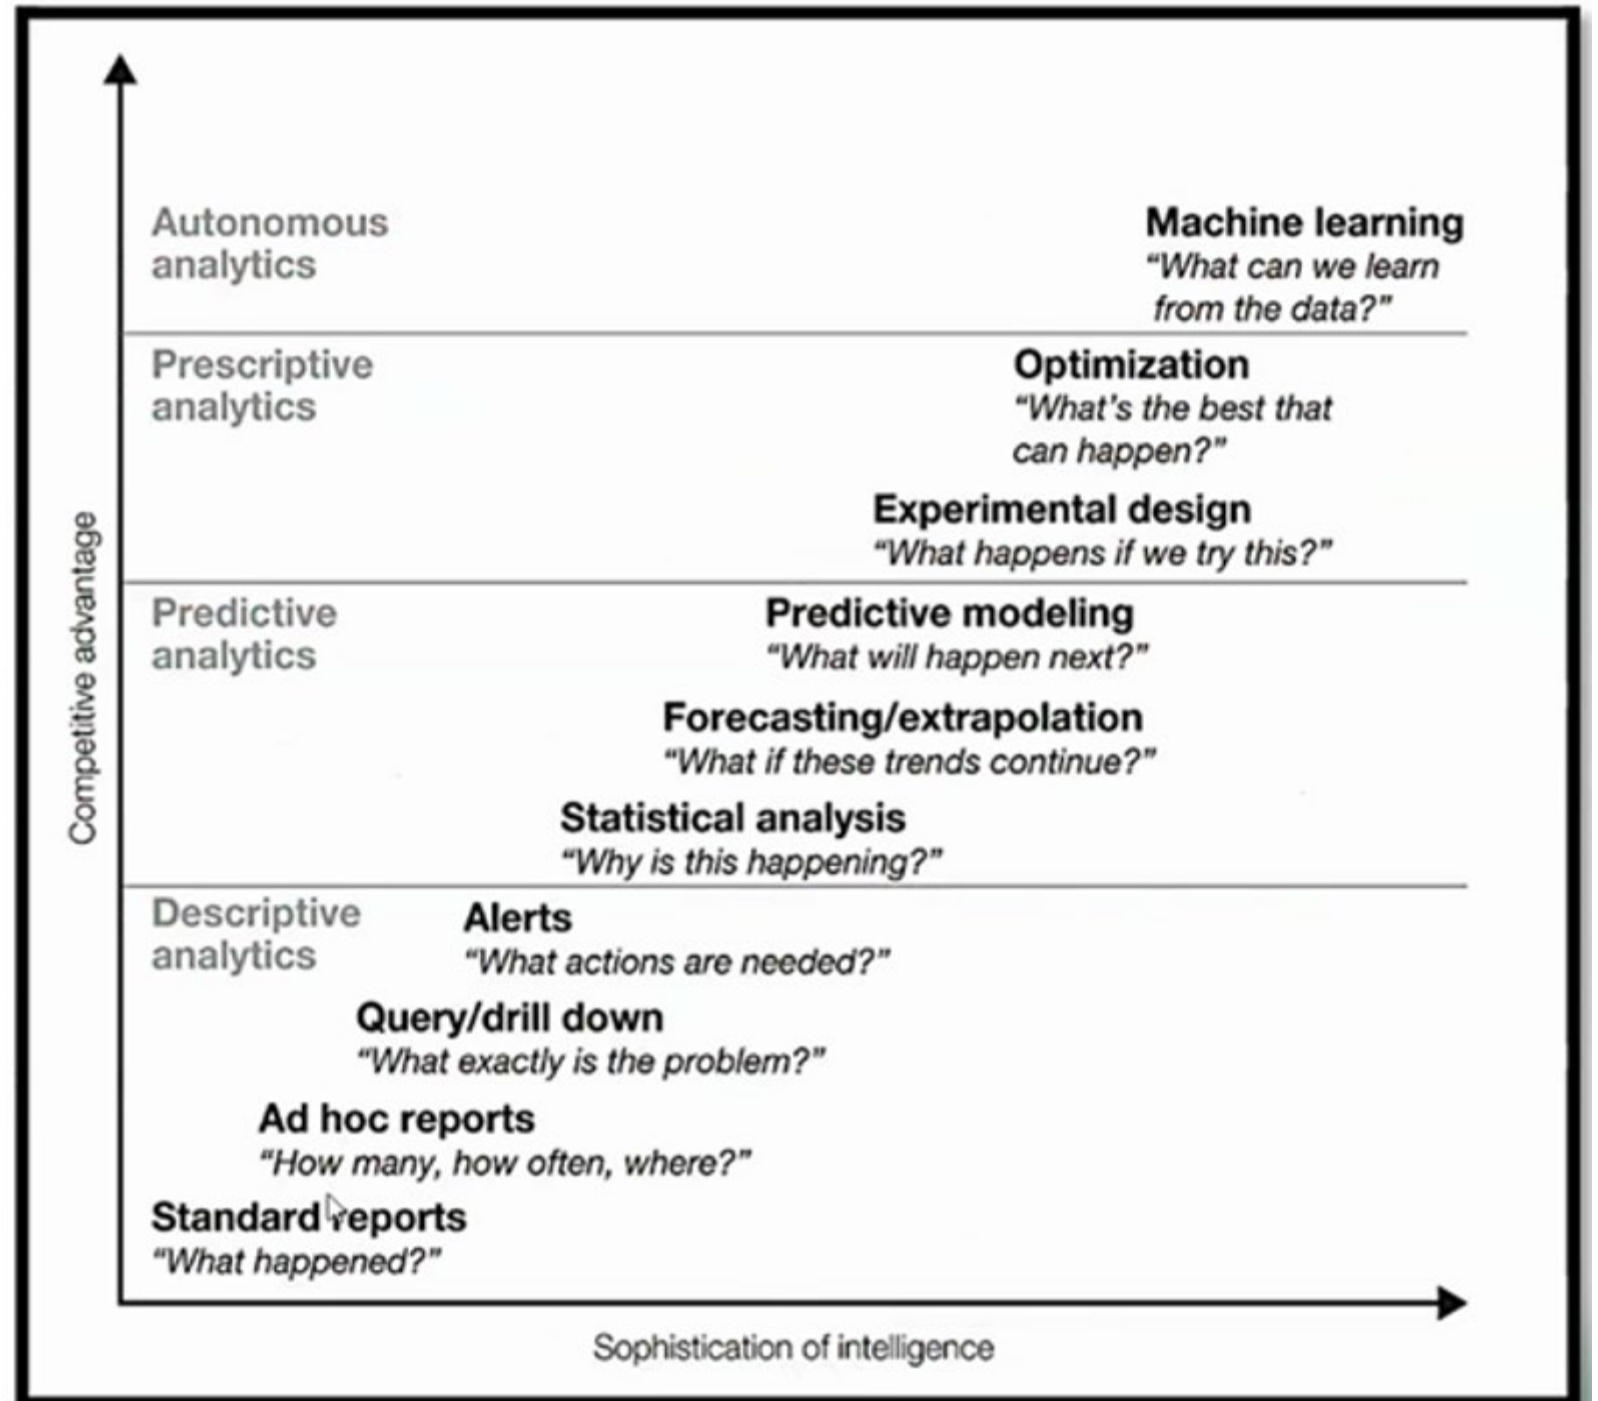 Autonomous
analytics
Machine learning
“What can we learn
from the data?”
Prescriptive
analytics
Optimization
“What’s the best that
can happen?”
Experimental design
“What happens if we try this?”
Predictive
analytics
Predictive modeling
“What will happen next?”
Forecasting/extrapolation
“What if these trends continue?”
Statistical analysis
“Why is this happening?”
Descriptive
analytics
Alerts
“What actions are needed?”
Query/drill down
“What exactly is the problem?”
Ad hoc reports
“How many, how often, where?”
Standard reports
“What happened?”
Competitive advantage
Sophistication of intelligence